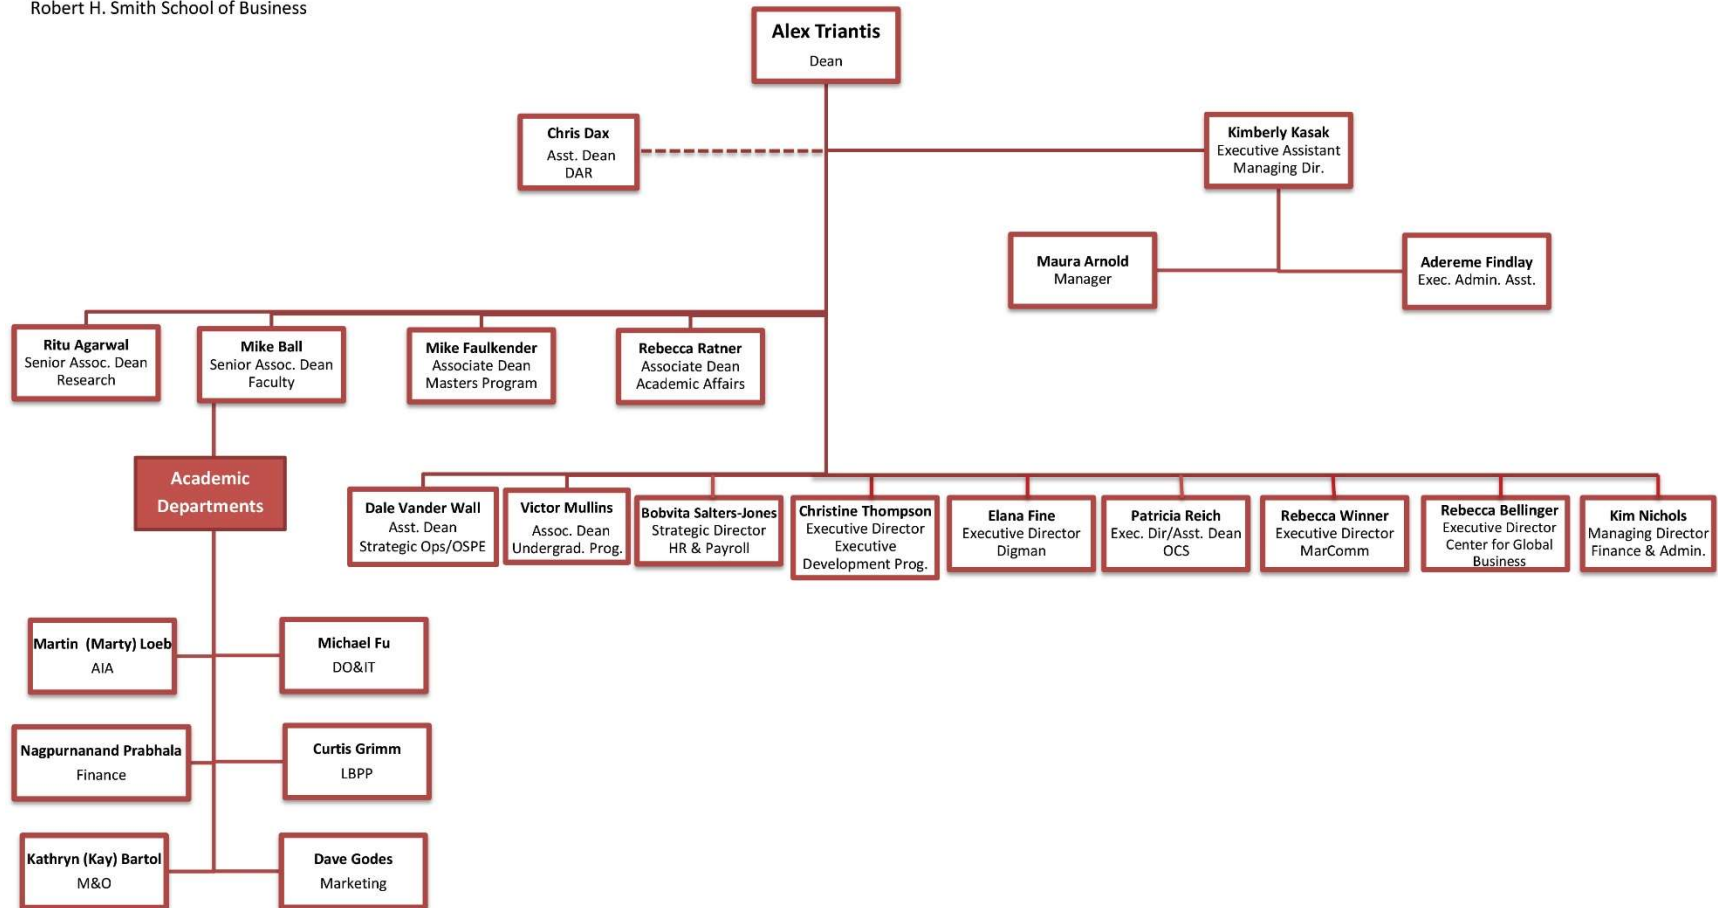 Robert H. Smith School of Business
Alex Triantis
Dean
Chris Dax
Asst. Dean
DAR
Kimberly Kasak
Executive Assistant
Managing Dir.
Maura Arnold
Manager
Adereme Findlay
Exec. Admin. Asst.
Ritu Agarwal
Senior Assoc. Dean
Research
Mike Ball
Senior Assoc. Dean
Faculty
Mike Faulkender
Associate Dean
Masters Program
Rebecca Ratner
Associate Dean
Academic Affairs
Academic
Departments
Dale Vander Wall
Asst. Dean
Strategic Ops/OSPE
Victor Mullins
Assoc. Dean
Undergrad. Prog.
Bobvita Salters-Jones
Strategic Director
HR & Payroll
Christine Thompson
Executive Director
Executive
Development Prog.
Elana Fine
Executive Director
Digman
Patricia Reich
Exec. Dir/Asst. Dean
OCS
Rebecca Winner
Executive Director
MarComm
Rebecca Bellinger
Executive Director
Center for Global
Business
Kim Nichols
Managing Director
Finance & Admin.
Martin  (Marty) Loeb
AIA
Michael Fu
DO&IT
Nagpurnanand Prabhala
Finance
Curtis Grimm
LBPP
Kathryn (Kay) Bartol
M&O
Dave Godes
Marketing